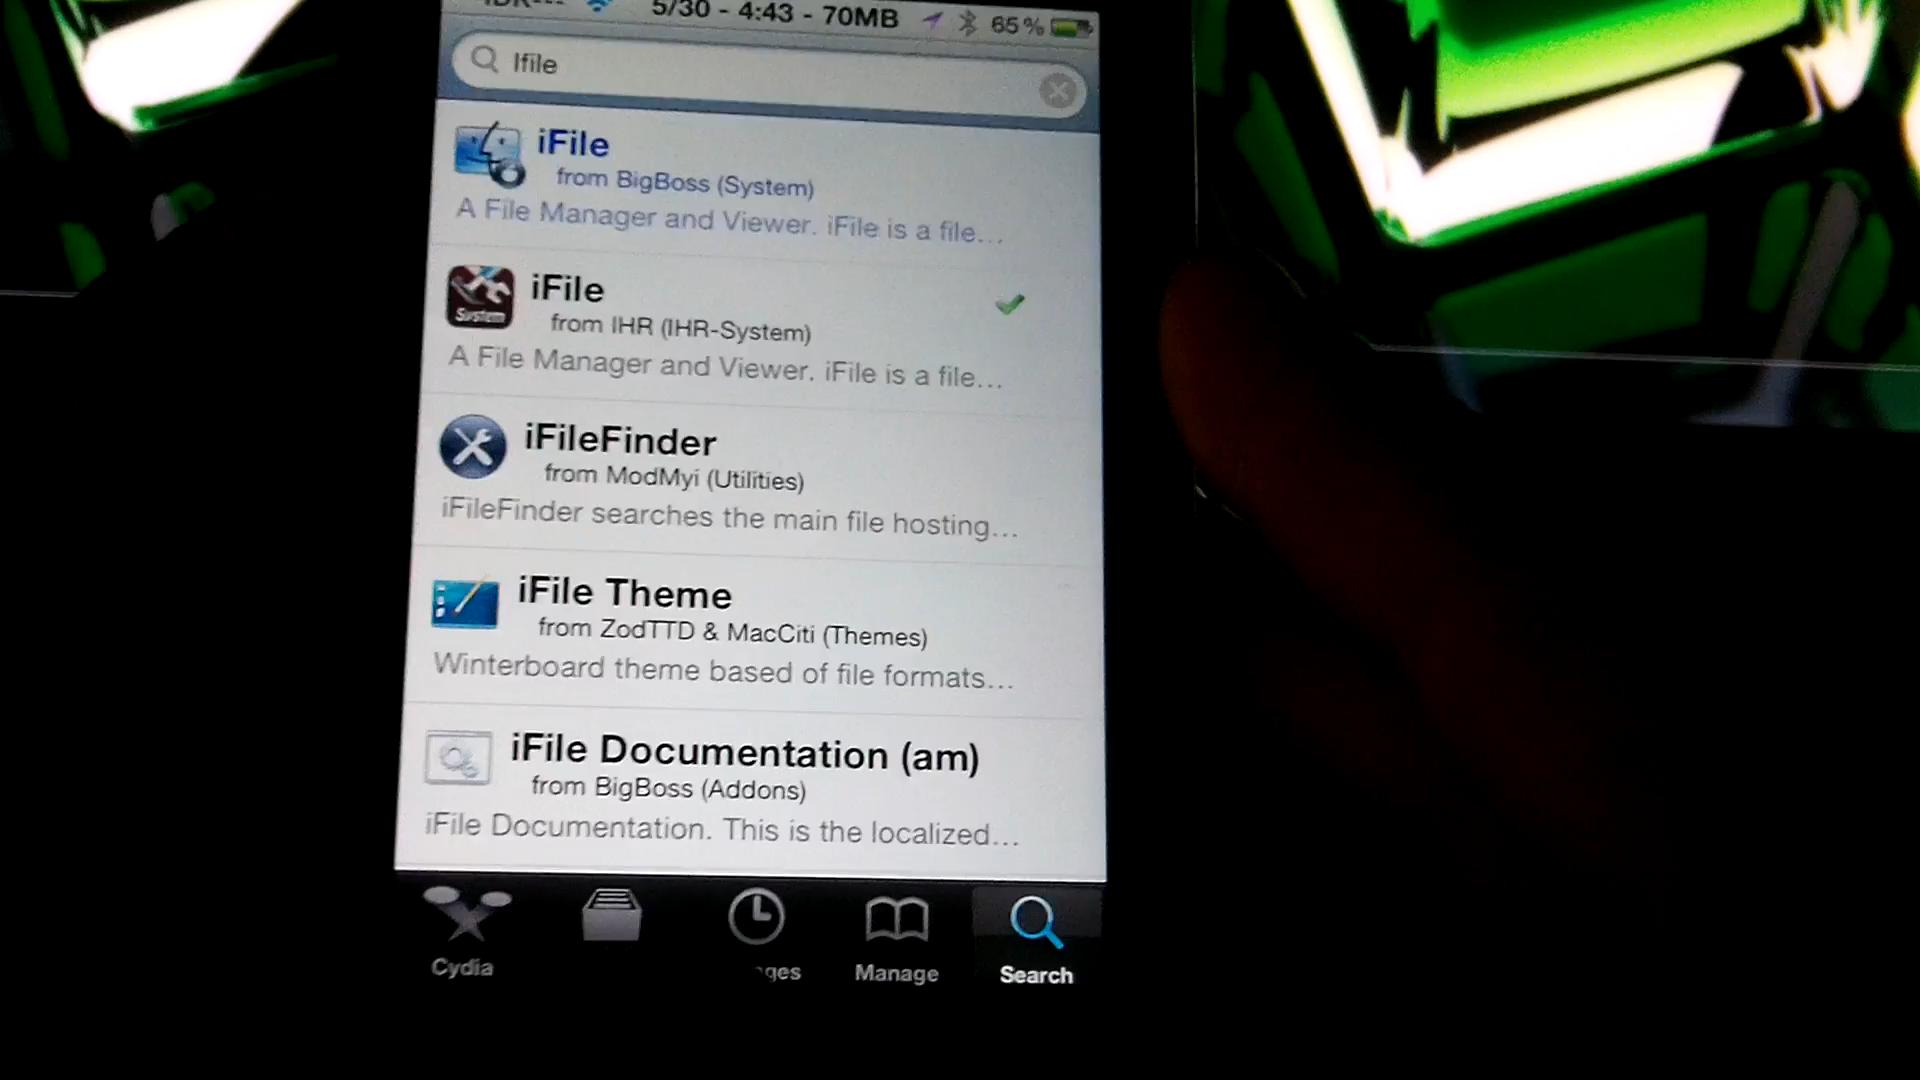 5/30 - 4:43 - 70MB 65%
Ifile
iFile
from BigBoss (System)
A File Manager and Viewer. iFile is a file...
System
iFile
from IHR (IHR-System)
A File Manager and Viewer. iFile is a file...
iFileFinder
from ModMyi (Utilities)
iFileFinder searches the main file hosting...
iFile Theme
from ZodTTD & MacCiti (Themes)
Winterboard theme based of file formats...
iFile Documentation (am)
from BigBoss (Addons)
iFile Documentation. This is the localized...
Cydia
Manage
Search